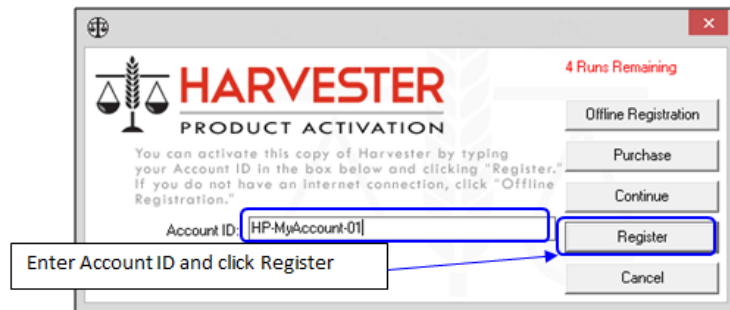 HARVESTER
PRODUCT ACTIVATION
4 Runs Remaining
You can activate this copy of Harvester by typing
your Account ID in the box below and clicking "Register."
If you do not have an internet connection, click "Offline
Registration."
Account ID: HP-MyAccount-01
Offline Registration
Purchase
Continue
Register
Cancel
Enter Account ID and click Register